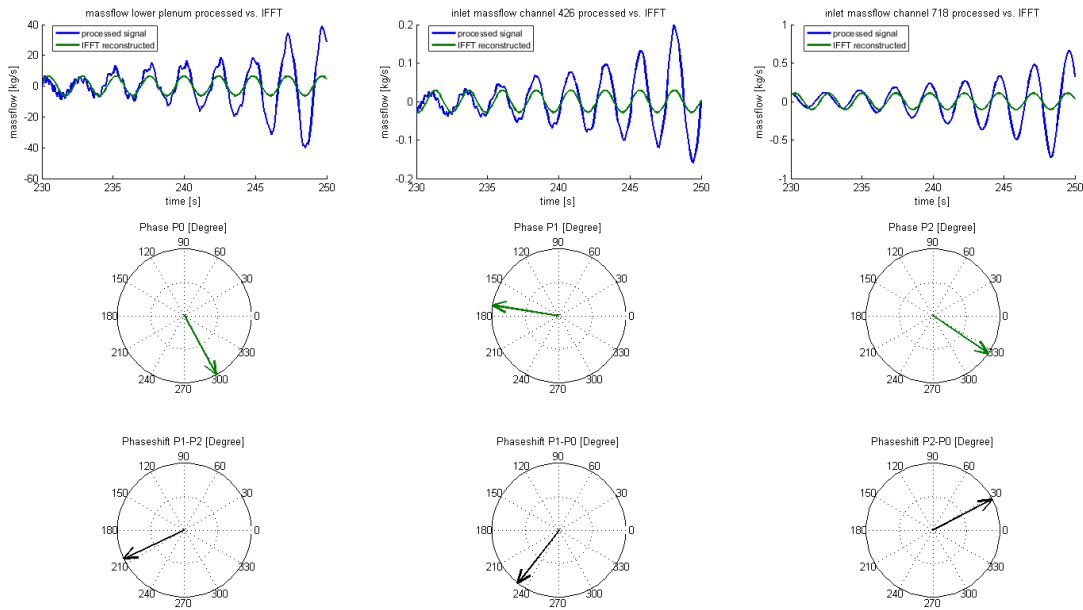 massflow lower plenum processed vs. IFFT
inlet massflow channel 426 processed vs. IFFT
inlet massflow channel 718 processed vs. IFFT
processed signal
IFFT reconstructed
processed signal
IFFT reconstructed
processed signal
IFFT reconstructed
massflow [kg/s]
40
20
0
-20
-40
-60
230 235 240 245 250
time [s]
massflow [kg/s]
0.2
0.1
0
-0.1
-0.2
230 235 240 245 250
time [s]
massflow [kg/s]
1
0.5
0
-0.5
-1
230 235 240 245 250
time [s]
Phase P0 [Degree]
90
120 60
150 30
180 0
210 330
240 300
270
Phase P1 [Degree]
90
120 60
150 30
180 0
210 330
240 300
270
Phase P2 [Degree]
90
120 60
150 30
180 0
210 330
240 300
270
Phaseshift P1-P2 [Degree]
90
120 60
150 30
180 0
210 330
240 300
270
Phaseshift P1-P0 [Degree]
90
120 60
150 30
180 0
210 330
240 300
270
Phaseshift P2-P0 [Degree]
90
120 60
150 30
180 0
210 330
240 300
270